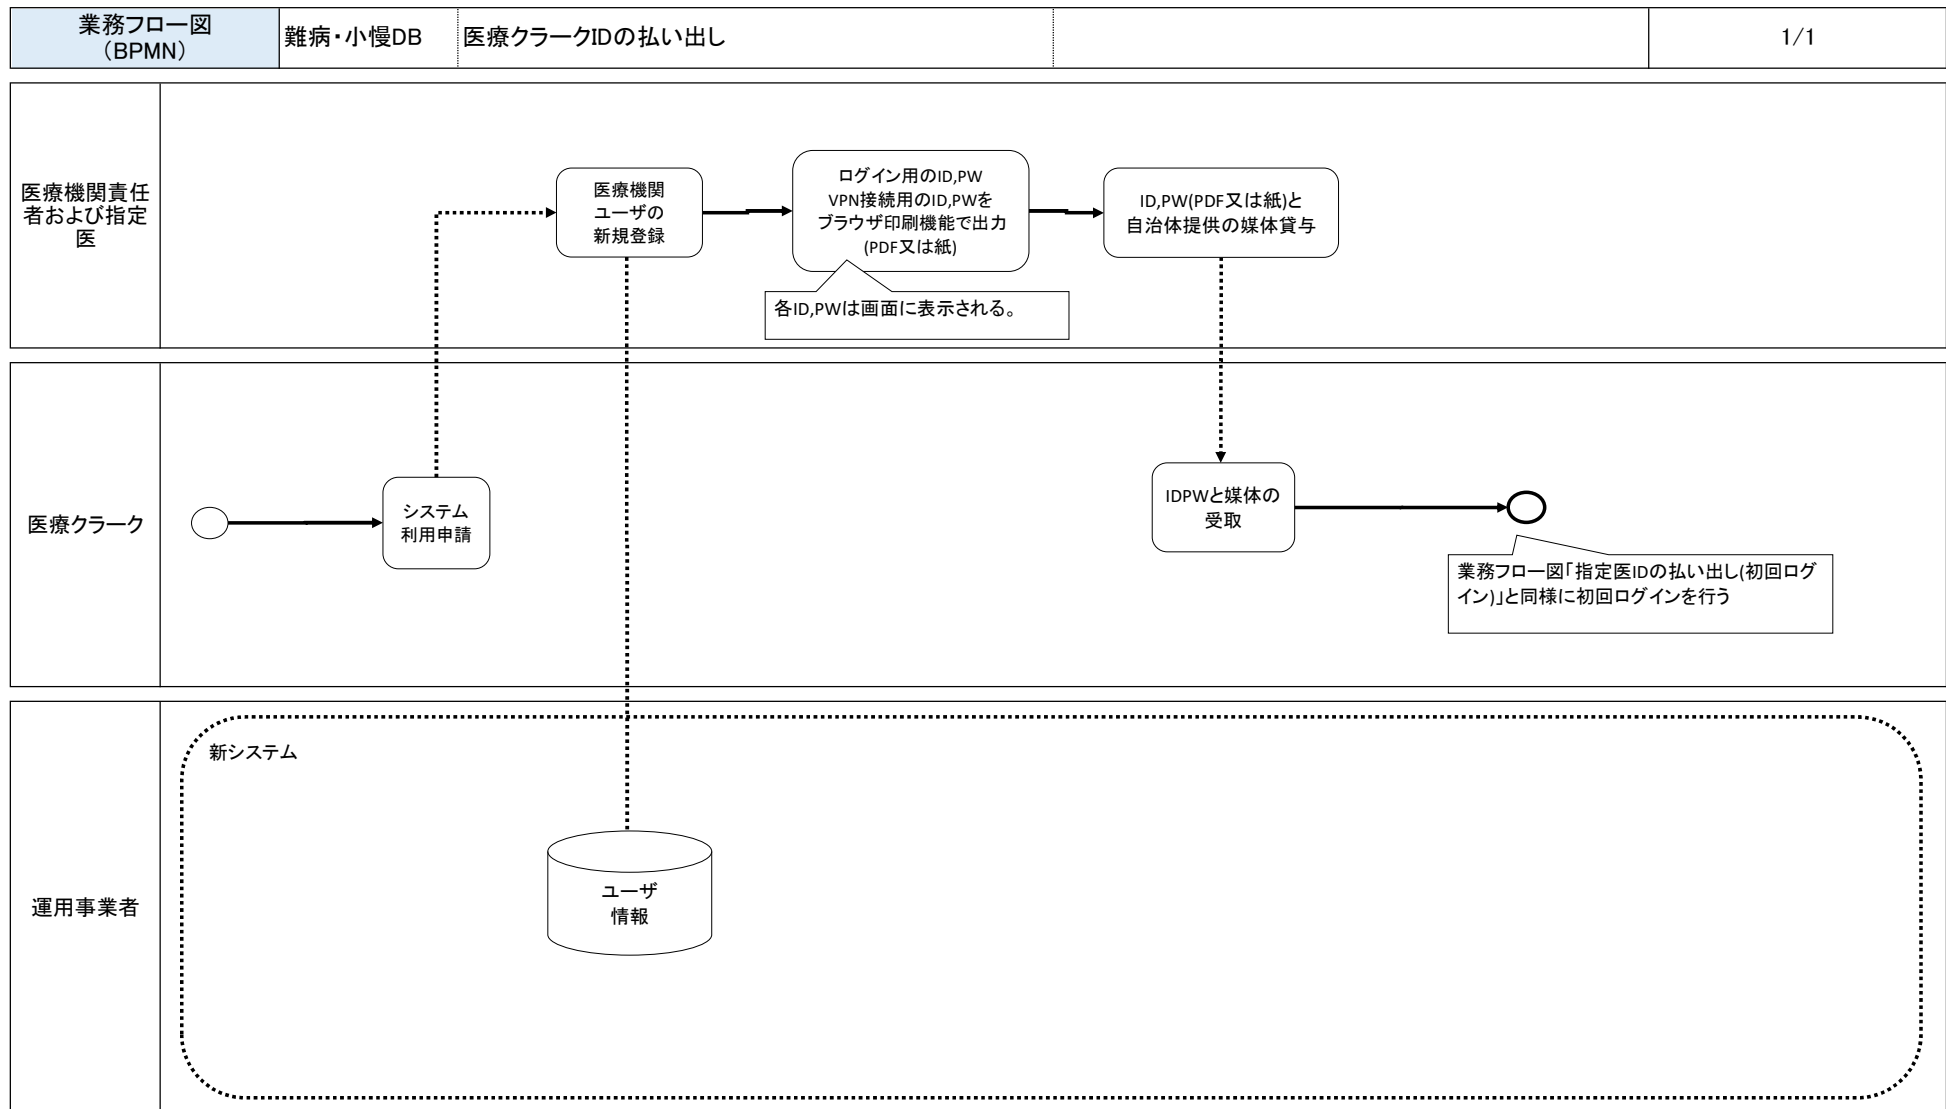 業務フロー図
（BPMN）
難病・小慢DB
医療クラークIDの払い出し
1/1
医療機関責任
者および指定
医
医療機関
ユーザの
新規登録
ログイン用のID,PW
VPN接続用のID,PWを
ブラウザ印刷機能で出力
(PDF又は紙)
ID,PW(PDF又は紙)と
自治体提供の媒体貸与
各ID,PWは画面に表示される。
医療クラーク
システム
利用申請
IDPWと媒体の
受取
業務フロー図「指定医IDの払い出し(初回ログ
イン)」と同様に初回ログインを行う
運用事業者
新システム
ユーザ
情報